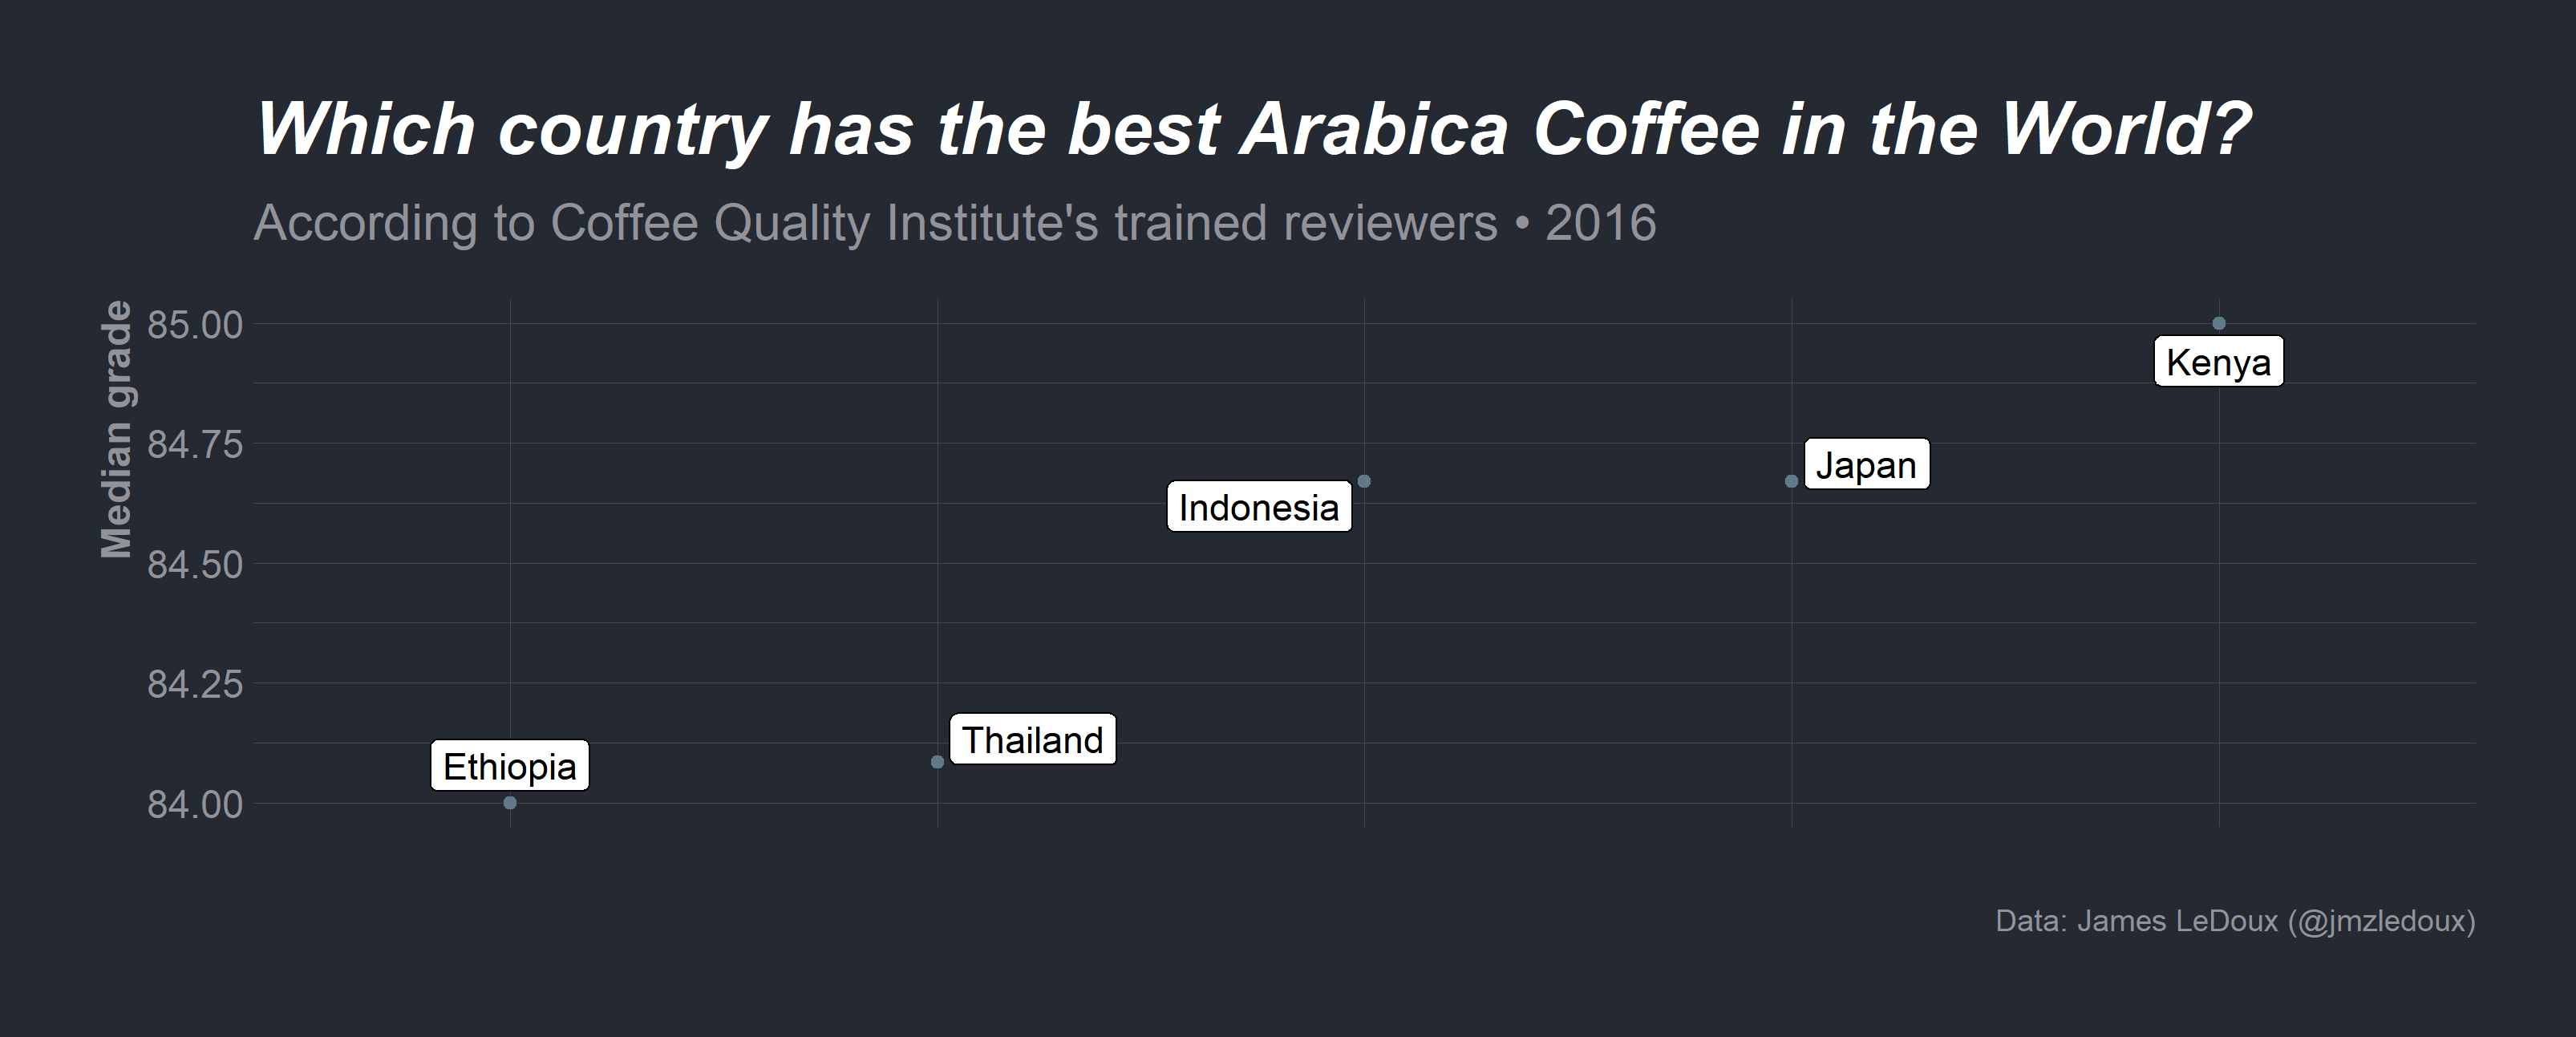 Which country has the best Arabica Coffee in the World?
According to Coffee Quality Institute's trained reviewers • 2016
Median grade
85.00
84.75
84.50
84.25
84.00
Kenya
Japan
Indonesia
Thailand
Ethiopia
Data: James LeDoux (@jmzledoux)